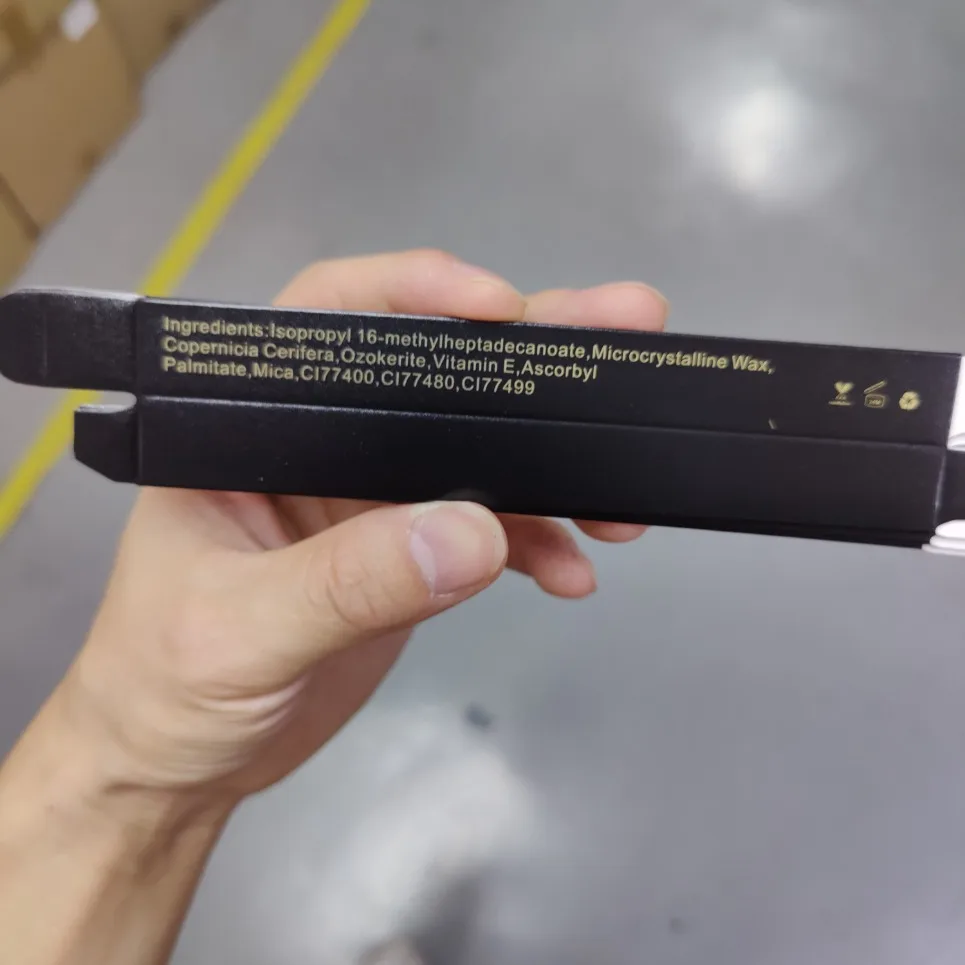 Ingredients:Isopropyl 16-methylheptadecanoate,Microcrystalline Wax,
Copernicia Cerifera,Ozokerite,Vitamin E,Ascorbyl
Palmitate,Mica,CI77400,CI77480,CI77499